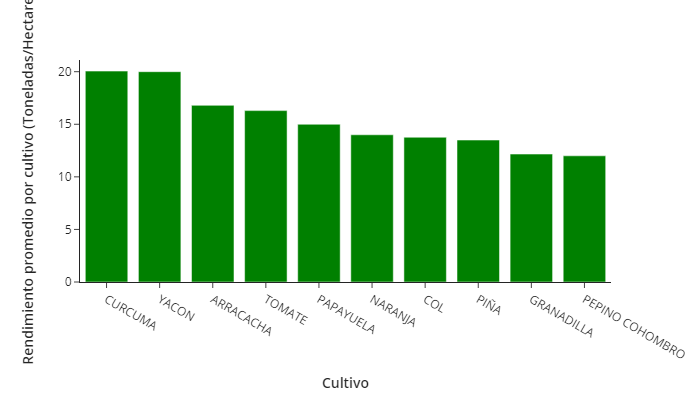 Rendimiento promedio por cultivo (Toneladas/Hectare
20
15
10
5
0
CURCUMA
YACON
ARRACACHA
TOMATE
PAPAYUELA
NARANJA
COL
PIÑA
GRANADILLA
PEPINO COHOMBRO
Cultivo